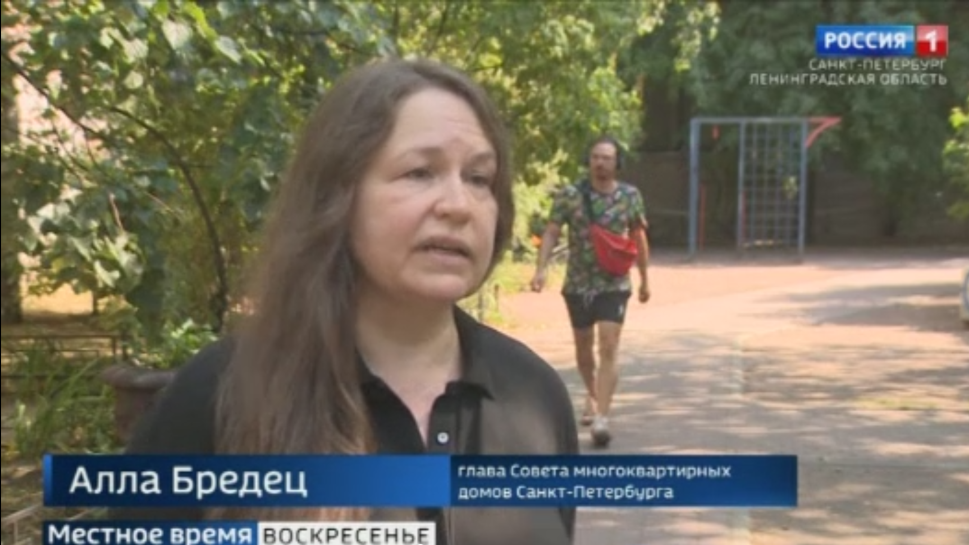 РОССИЯ 1
САНКТ-ПЕТЕРБУРГ
ЛЕНИНГРАДСКАЯ ОБЛАСТЬ
Алла Бредец
глава Совета многоквартирных
домов Санкт-Петербурга
Местное время ВОСКРЕСЕНЬЕ